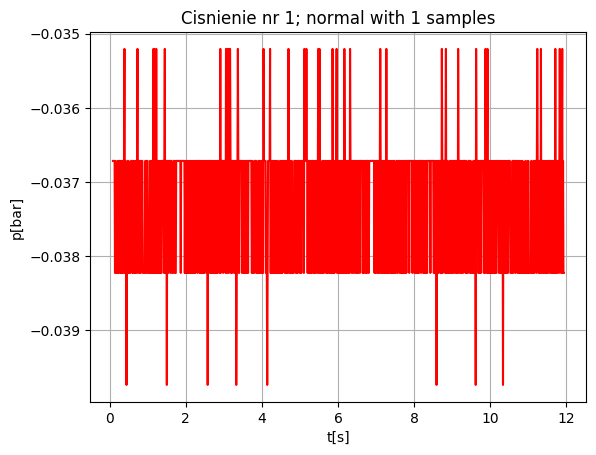 Cisnienie nr 1; normal with 1 samples
−0.035
−0.036
−0.037
−0.038
−0.039
p[bar]
0 2 4 6 8 10 12
t[s]